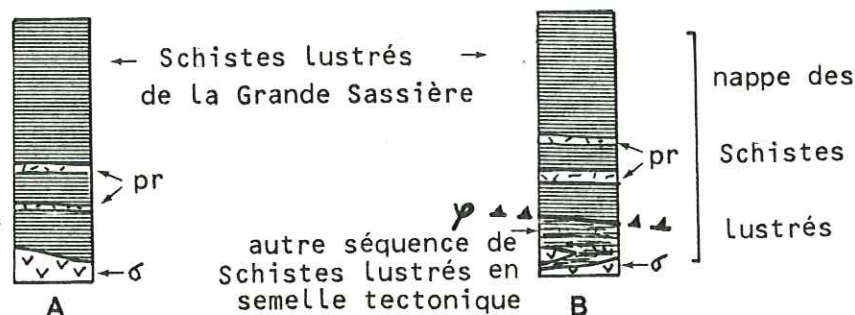 ← Schistes lustrés →
de la Grande Sassière
nappe des
Schistes
lustrés
pr
pr
φ
autre séquence de
Schistes lustrés en
semelle tectonique
σ
σ
A
B